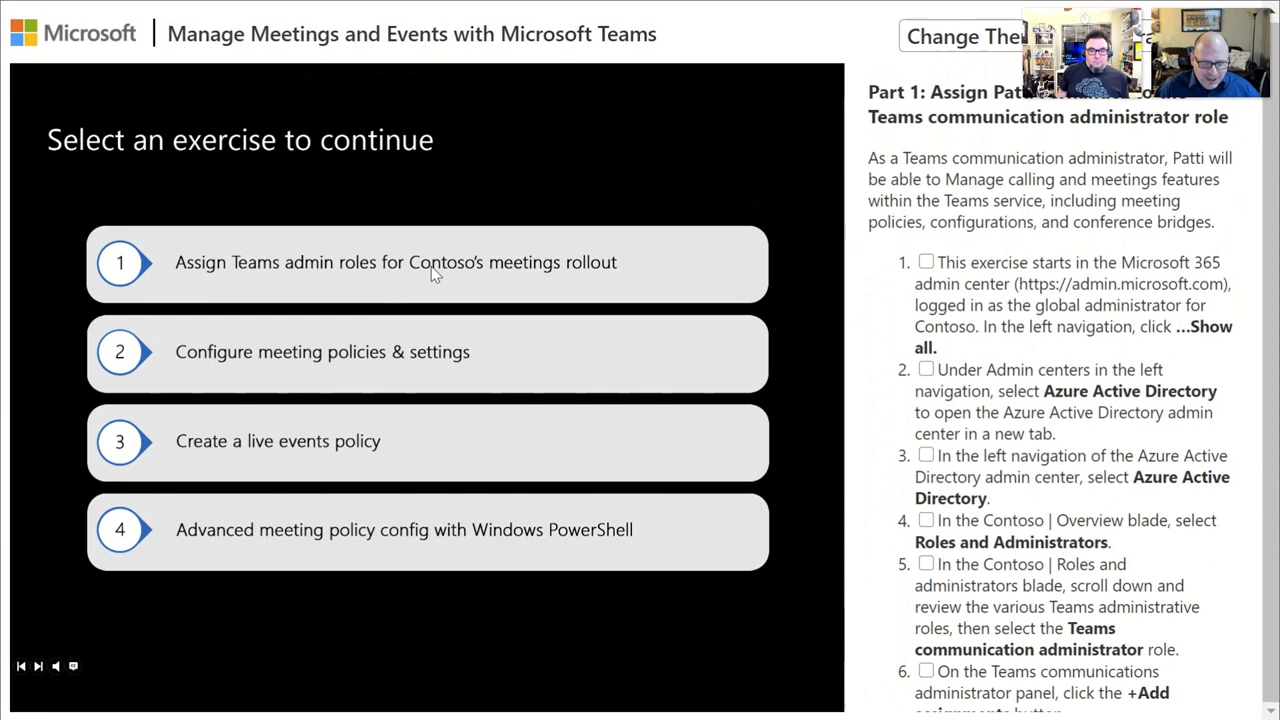 Microsoft
Manage Meetings and Events with Microsoft Teams
Change
Select an exercise to continue
1
Assign Teams admin roles for Contoso's meetings rollout
2
Configure meeting policies & settings
3
Create a live events policy
4
Advanced meeting policy config with Windows PowerShell
Part 1: Assign
Teams communication administrator role
As a Teams communication administrator, Patti will
be able to Manage calling and meetings features
within the Teams service, including meeting
policies, configurations, and conference bridges.
1. This exercise starts in the Microsoft 365
admin center (https://admin.microsoft.com),
logged in as the global administrator for
Contoso. In the left navigation, click ...Show
all.
2. Under Admin centers in the left
navigation, select Azure Active Directory
to open the Azure Active Directory admin
center in a new tab.
3. In the left navigation of the Azure Active
Directory admin center, select Azure Active
Directory.
4. In the Contoso | Overview blade, select
Roles and Administrators.
5. In the Contoso | Roles and
administrators blade, scroll down and
review the various Teams administrative
roles, then select the Teams
communication administrator role.
6. On the Teams communications
administrator panel, click the +Add